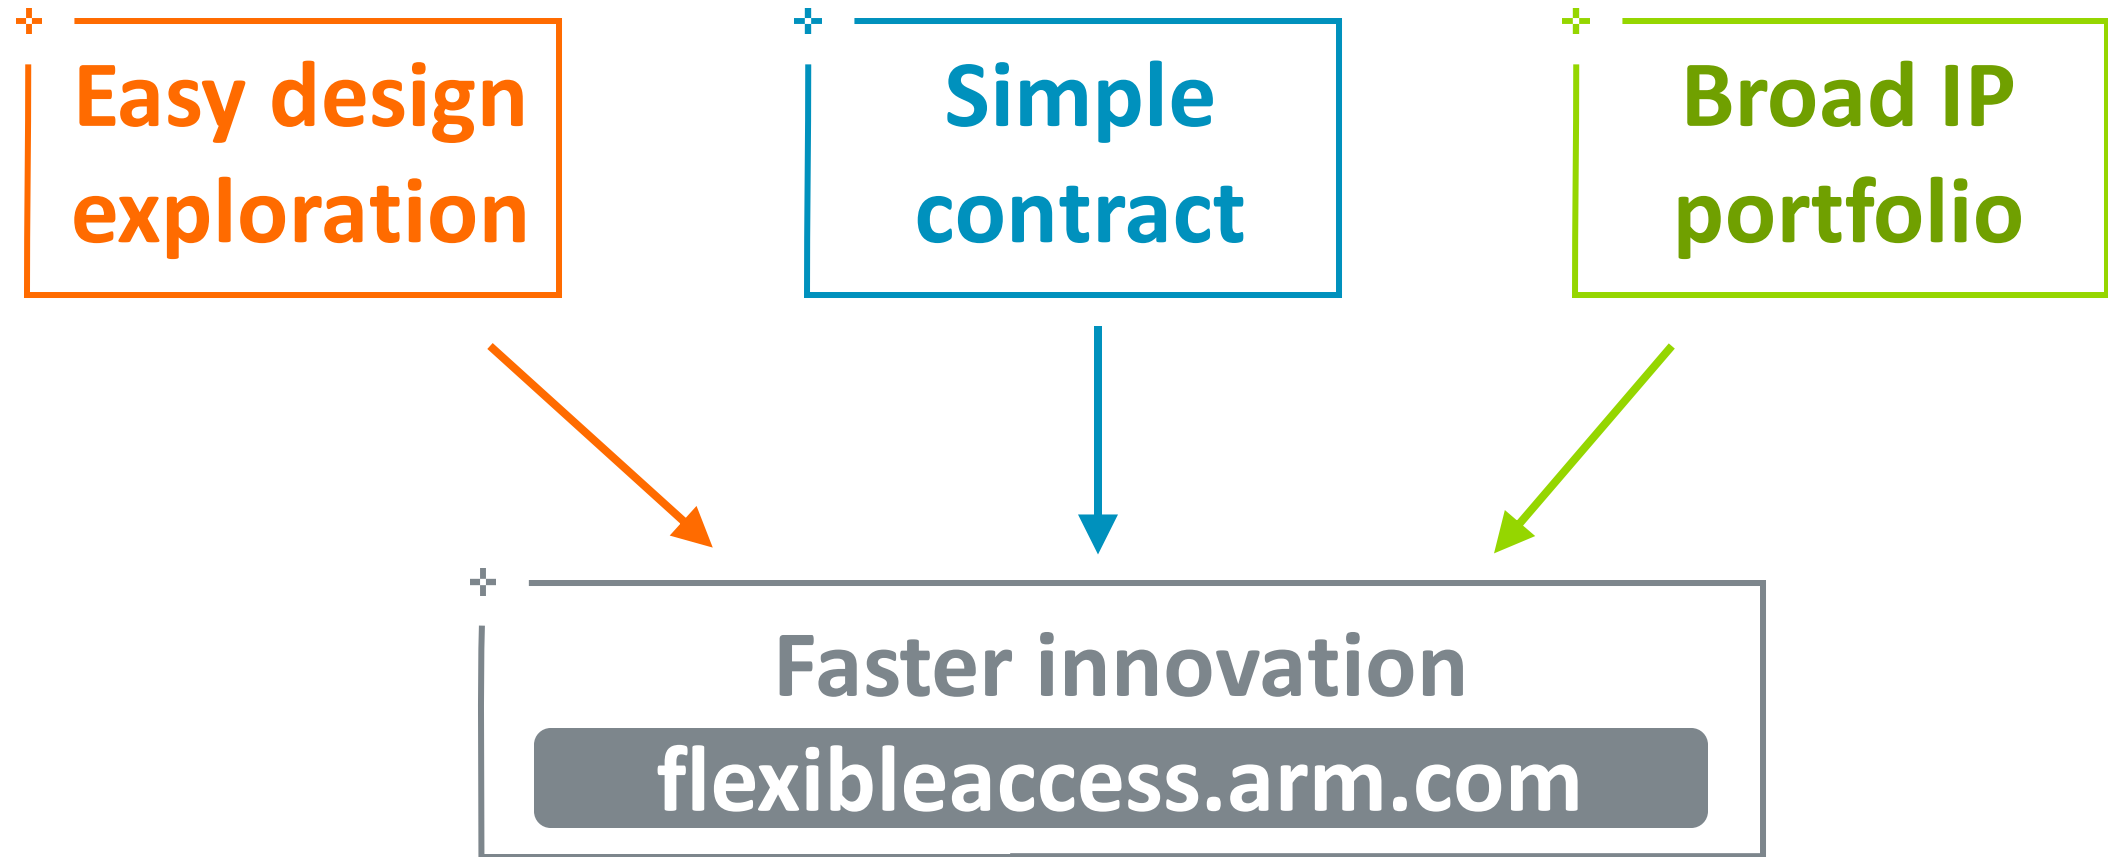 Easy design
exploration
Simple
contract
Broad IP
portfolio
Faster innovation
flexibleaccess.arm.com